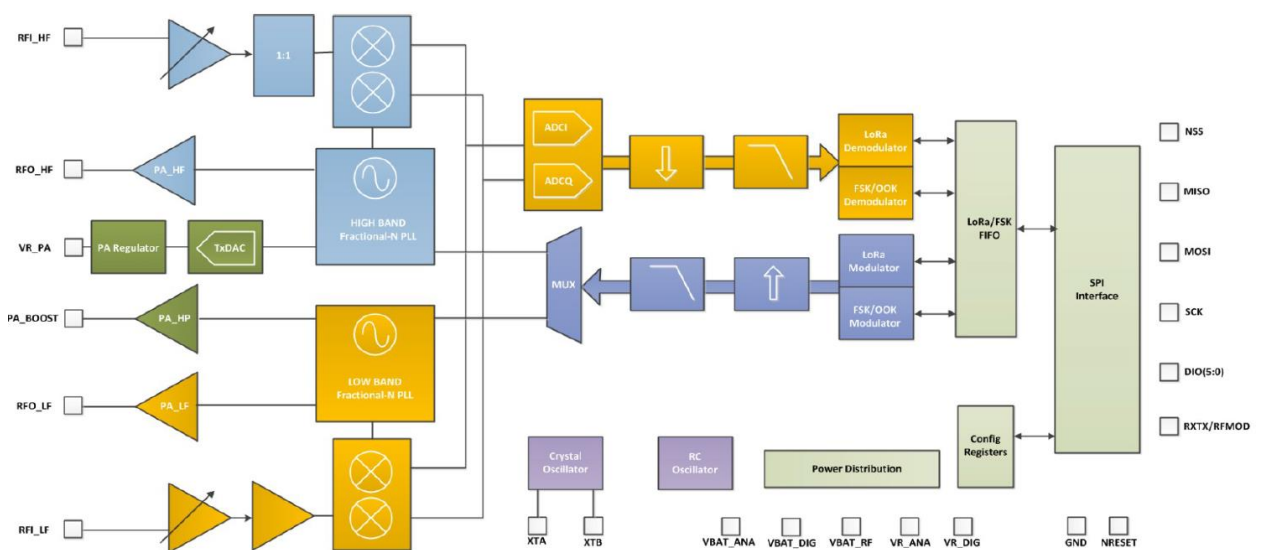 RFI_HF
1:1
RFO_HF
PA_HF
HIGH BAND
Fractional-N PLL
VR_PA
PA Regulator
TxDAC
PA_BOOST
PA_HP
LOW BAND
Fractional-N PLL
RFO_LF
PA_LF
RFI_LF
ADCI
ADCQ
MUX
LoRa
Demodulator
FSK/OOK
Demodulator
LoRa
Modulator
FSK/OOK
Modulator
LoRa/FSK
FIFO
SPI
Interface
NSS
MISO
MOSI
SCK
DIO(5:0)
RXTX/RFMOD
Crystal
Oscillator
RC
Oscillator
Power Distribution
Config
Registers
XTA
XTB
VBAT_ANA
VBAT_DIG
VBAT_RF
VR_ANA
VR_DIG
GND
NRESET